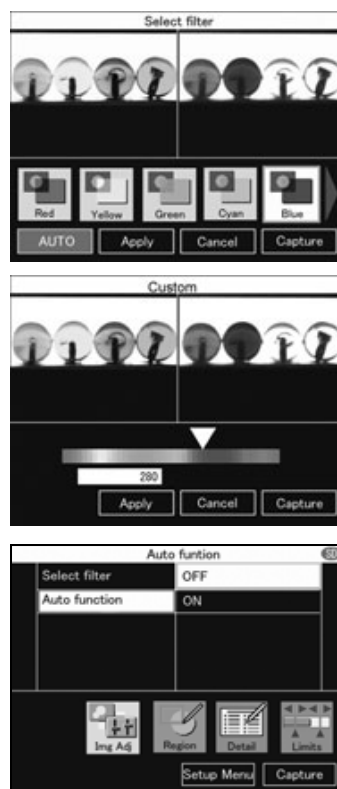 Select filter
Red Yellow Green Cyan Blue
AUTO Apply Cancel Capture
Custom
280
Apply Cancel Capture
Auto funtion SD
Select filter OFF
Auto function ON
Img Adj Region Detail Limits
Setup Menu Capture